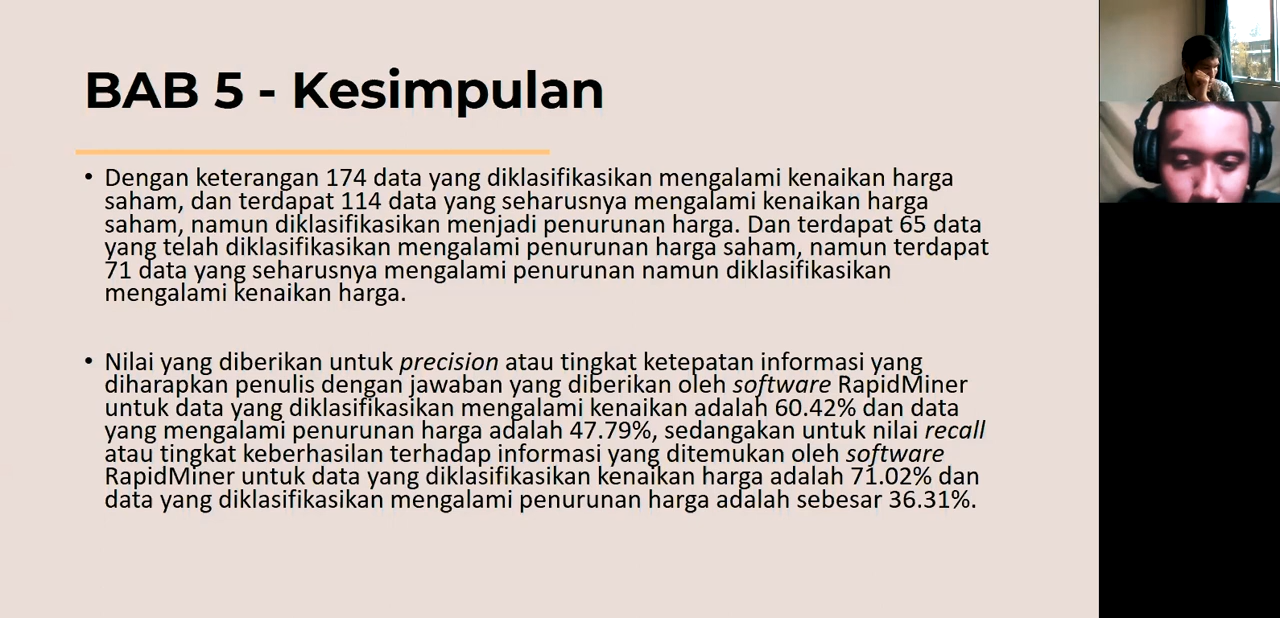 BAB 5 - Kesimpulan
• Dengan keterangan 174 data yang diklasifikasikan mengalami kenaikan harga
saham, dan terdapat 114 data yang seharusnya mengalami kenaikan harga
saham, namun diklasifikasikan menjadi penurunan harga. Dan terdapat 65 data
yang telah diklasifikasikan mengalami penurunan harga saham, namun terdapat
71 data yang seharusnya mengalami penurunan namun diklasifikasikan
mengalami kenaikan harga.
• Nilai yang diberikan untuk precision atau tingkat ketepatan informasi yang
diharapkan penulis dengan jawaban yang diberikan oleh software RapidMiner
untuk data yang diklasifikasikan mengalami kenaikan adalah 60.42% dan data
yang mengalami penurunan harga adalah 47.79%, sedangakan untuk nilai recall
atau tingkat keberhasilan terhadap informasi yang ditemukan oleh software
RapidMiner untuk data yang diklasifikasikan kenaikan harga adalah 71.02% dan
data yang diklasifikasikan mengalami penurunan harga adalah sebesar 36.31%.